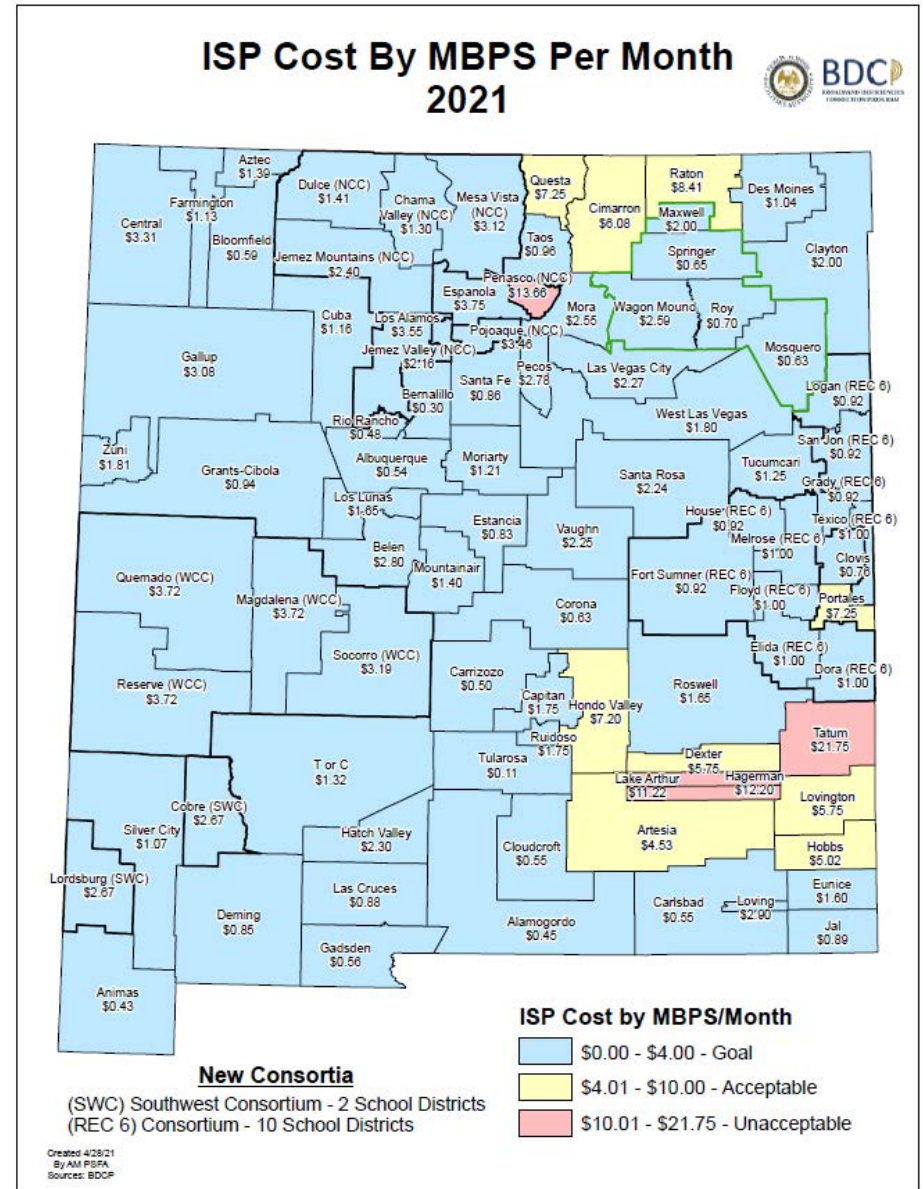 ISP Cost By MBPS Per Month
2021
BDCP
BROADBAND DEFICIENCIES
CORRECTION PROGRAM
Aztec
$1.39
Farmington
$1.13
Central
$3.31
Bloomfield
$0.59
Dulce (NCC)
$1.41
Chama
Valley (NCC)
$1.30
Mesa Vista
(NCC)
$3.12
Questa
$7.25
Cimarron
$6.08
Raton
$8.41
Maxwell
$2.00
Des Moines
$1.04
Taos
$0.96
Springer
$0.65
Clayton
$2.00
Jemez Mountains (NCC)
$2.40
Penasco (NCC)
$13.66
Espanola
$3.75
Cuba
$1.16
Los Alamos
$3.55
Mora
$2.55
Wagon Mound
$2.59
Roy
$0.70
Mosquero
$0.63
Pojoaque (NCC)
$3.46
Jemez Valley (NCC)
$2.16
Gallup
$3.08
Santa Fe
$0.86
Pecos
$2.78
Las Vegas City
$2.27
Logan (REC 6)
$0.92
Bernalillo
$0.30
West Las Vegas
$1.80
Rio Rancho
$0.48
San Jon (REC 6)
$0.92
Zuni
$1.81
Grants-Cibola
$0.94
Albuquerque
$0.54
Moriarty
$1.21
Santa Rosa
$2.24
Tucumcari
$1.25
Grady (REC 6)
$0.92
Los Lunas
$1.65
Estancia
$0.83
Vaughn
$2.25
House (REC 6)
$0.92
Texico (REC 6)
$1.00
Melrose (REC 6)
$1.00
Belen
$2.80
Mountainair
$1.40
Clovis
$0.76
Quemado (WCC)
$3.72
Magdalena (WCC)
$3.72
Fort Sumner (REC 6)
$0.92
Floyd (REC 6)
$1.00
Portales
$7.25
Corona
$0.63
Socorro (WCC)
$3.19
Elida (REC 6)
$1.00
Dora (REC 6)
$1.00
Reserve (WCC)
$3.72
Carrizozo
$0.50
Capitan
$1.75
Hondo Valley
$7.20
Roswell
$1.65
Ruidoso
$1.75
Tatum
$21.75
T or C
$1.32
Tularosa
$0.11
Dexter
$5.75
Lake Arthur
$11.22
Hagerman
$12.20
Lovington
$5.75
Cobre (SWC)
$2.67
Silver City
$1.07
Hatch Valley
$2.30
Cloudcroft
$0.55
Artesia
$4.53
Hobbs
$5.02
Lordsburg (SWC)
$2.67
Las Cruces
$0.88
Eunice
$1.60
Deming
$0.85
Alamogordo
$0.45
Carlsbad
$0.55
Loving
$2.90
Jal
$0.89
Gadsden
$0.56
Animas
$0.43
ISP Cost by MBPS/Month
$0.00 - $4.00 - Goal
$4.01 - $10.00 - Acceptable
$10.01 - $21.75 - Unacceptable
New Consortia
(SWC) Southwest Consortium - 2 School Districts
(REC 6) Consortium - 10 School Districts
Created 4/28/21
By AM PSFA
Sources: BDCP